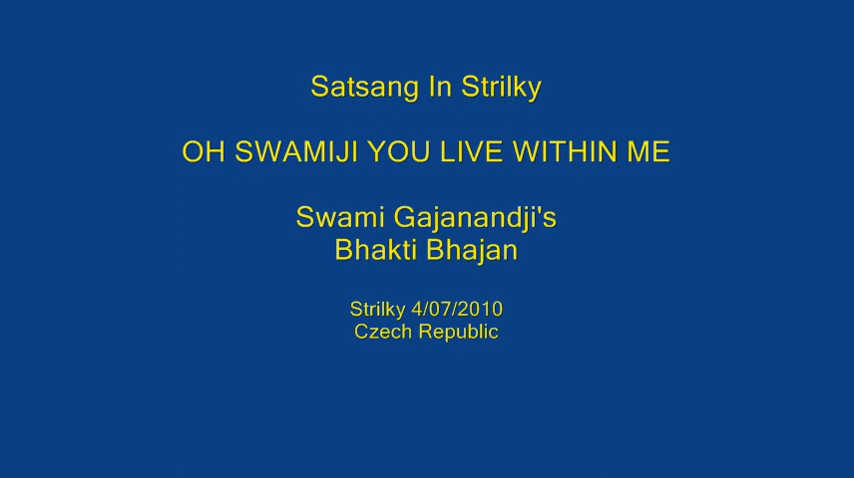 Satsang In Strilky
OH SWAMIJI YOU LIVE WITHIN ME
Swami Gajanandji's
Bhakti Bhajan
Strilky 4/07/2010
Czech Republic